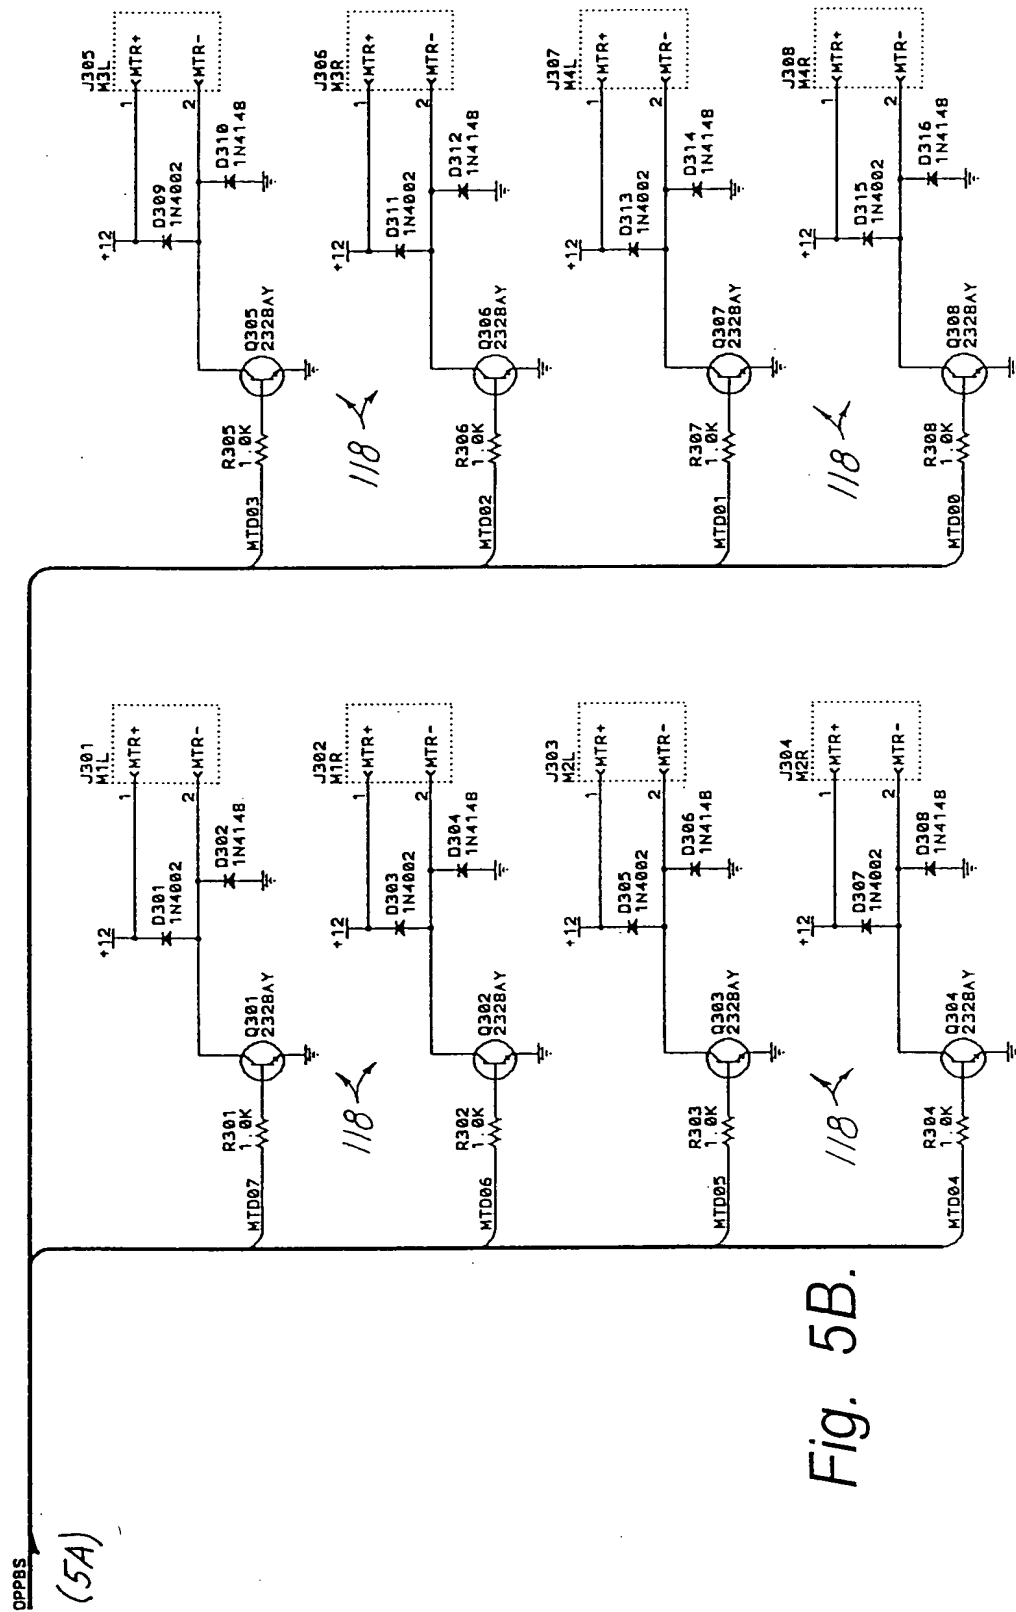 OPPBS
(5A)
MTD07
R301
1.0K
Q301
2328AY
+12
D301
1N4002
D302
1N4148
J301
M1L
1
MTR+
2
MTR-
118
MTD06
R302
1.0K
Q302
2328AY
+12
D303
1N4002
D304
1N4148
J302
M1R
1
MTR+
2
MTR-
MTD05
R303
1.0K
Q303
2328AY
+12
D305
1N4002
D306
1N4148
J303
M2L
1
MTR+
2
MTR-
118
MTD04
R304
1.0K
Q304
2328AY
+12
D307
1N4002
D308
1N4148
J304
M2R
1
MTR+
2
MTR-
MTD03
R305
1.0K
Q305
2328AY
+12
D309
1N4002
D310
1N4148
J305
M3L
1
MTR+
2
MTR-
118
MTD02
R306
1.0K
Q306
2328AY
+12
D311
1N4002
D312
1N4148
J306
M3R
1
MTR+
2
MTR-
MTD01
R307
1.0K
Q307
2328AY
+12
D313
1N4002
D314
1N4148
J307
M4L
1
MTR+
2
MTR-
118
MTD00
R308
1.0K
Q308
2328AY
+12
D315
1N4002
D316
1N4148
J308
M4R
1
MTR+
2
MTR-
Fig. 5B.